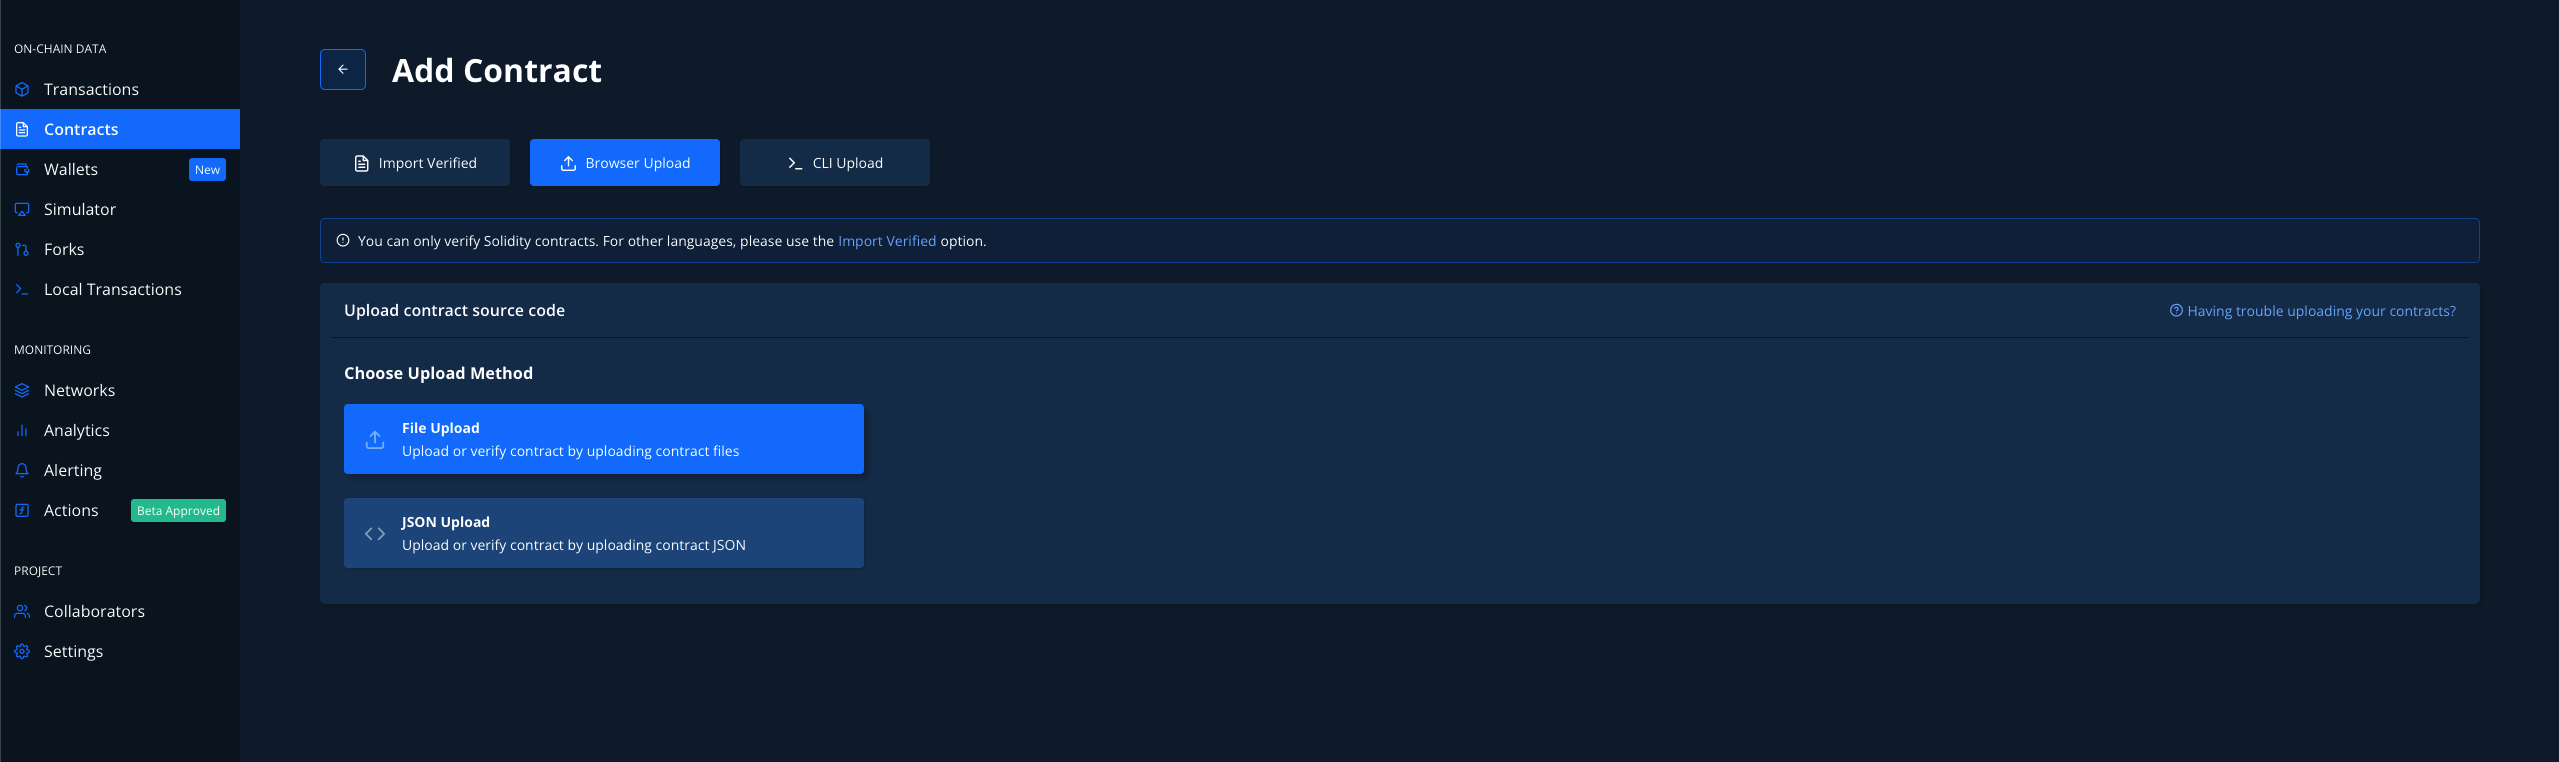 ON-CHAIN DATA
Transactions
Contracts
Wallets New
Simulator
Forks
Local Transactions
MONITORING
Networks
Analytics
Alerting
Actions Beta Approved
PROJECT
Collaborators
Settings
Add Contract
Import Verified Browser Upload CLI Upload
You can only verify Solidity contracts. For other languages, please use the Import Verified option.
Upload contract source code Having trouble uploading your contracts?
Choose Upload Method
File Upload
Upload or verify contract by uploading contract files
JSON Upload
Upload or verify contract by uploading contract JSON